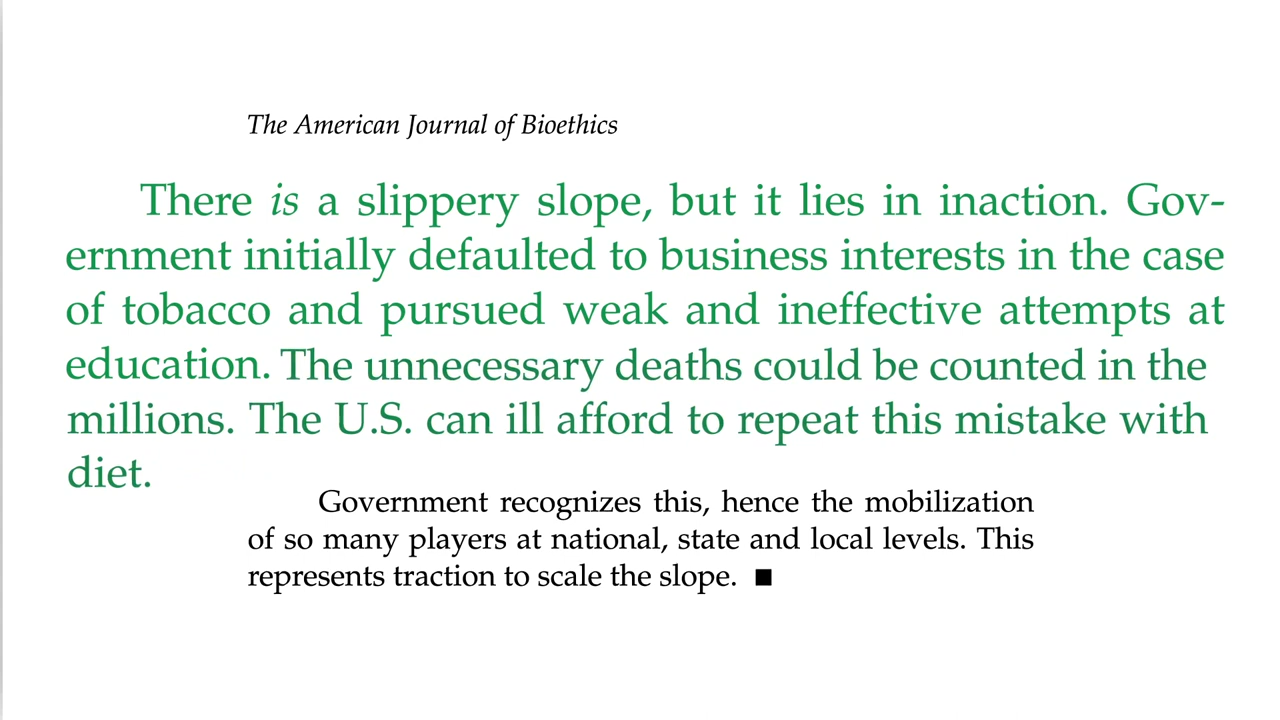 The American Journal of Bioethics
There is a slippery slope, but it lies in inaction. Gov-
ernment initially defaulted to business interests in the case
of tobacco and pursued weak and ineffective attempts at
education. The unnecessary deaths could be counted in the
millions. The U.S. can ill afford to repeat this mistake with
diet.
Government recognizes this, hence the mobilization
of so many players at national, state and local levels. This
represents traction to scale the slope. ■